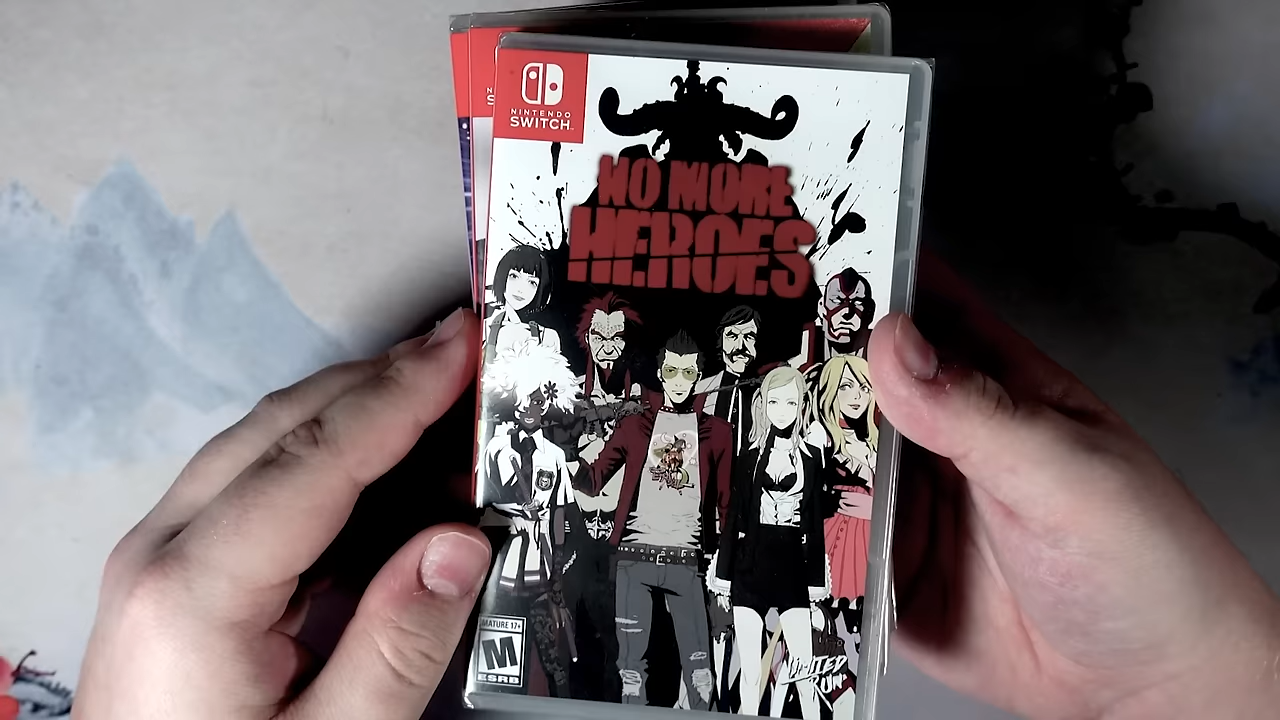 NINTENDO
SWITCH
NO MORE
HEROES
MATURE 17+
M
ESRB
LIMITED
RUN